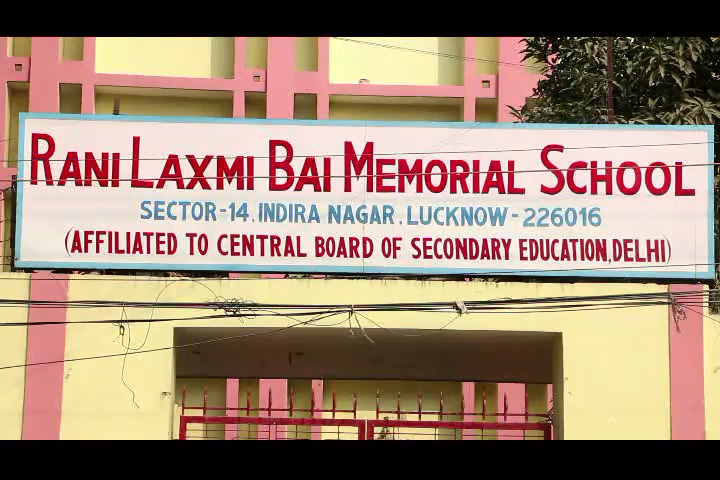 RANI LAXMI BAI MEMORIAL SCHOOL
SECTOR-14, INDIRA NAGAR, LUCKNOW - 226016
(AFFILIATED TO CENTRAL BOARD OF SECONDARY EDUCATION, DELHI)